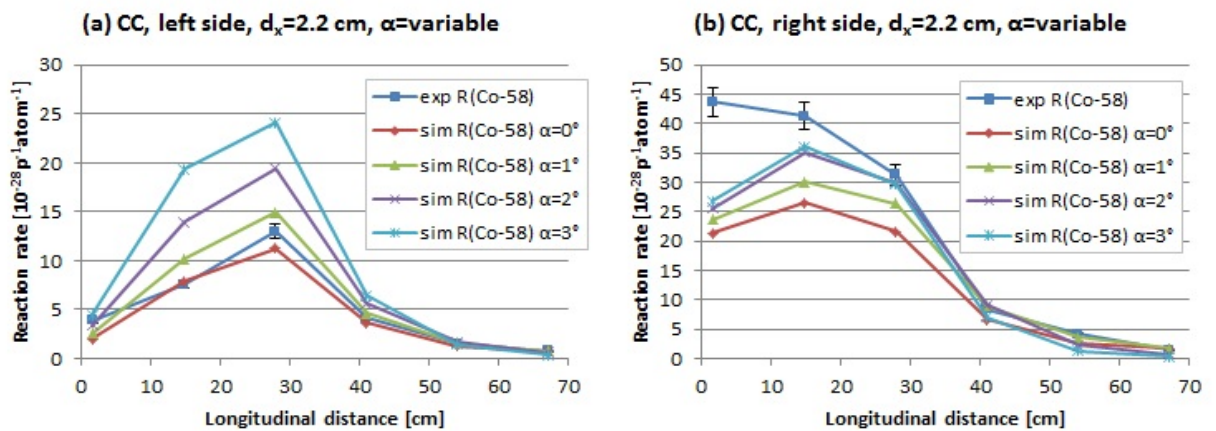 (a) CC, left side, dₓ=2.2 cm, α=variable
Reaction rate [10⁻²⁸p⁻¹atom⁻¹]
30
25
20
15
10
5
0
exp R(Co-58)
sim R(Co-58) α=0°
sim R(Co-58) α=1°
sim R(Co-58) α=2°
sim R(Co-58) α=3°
0 10 20 30 40 50 60 70
Longitudinal distance [cm]
(b) CC, right side, dₓ=2.2 cm, α=variable
Reaction rate [10⁻²⁸p⁻¹atom⁻¹]
50
45
40
35
30
25
20
15
10
5
0
exp R(Co-58)
sim R(Co-58) α=0°
sim R(Co-58) α=1°
sim R(Co-58) α=2°
sim R(Co-58) α=3°
0 10 20 30 40 50 60 70
Longitudinal distance [cm]